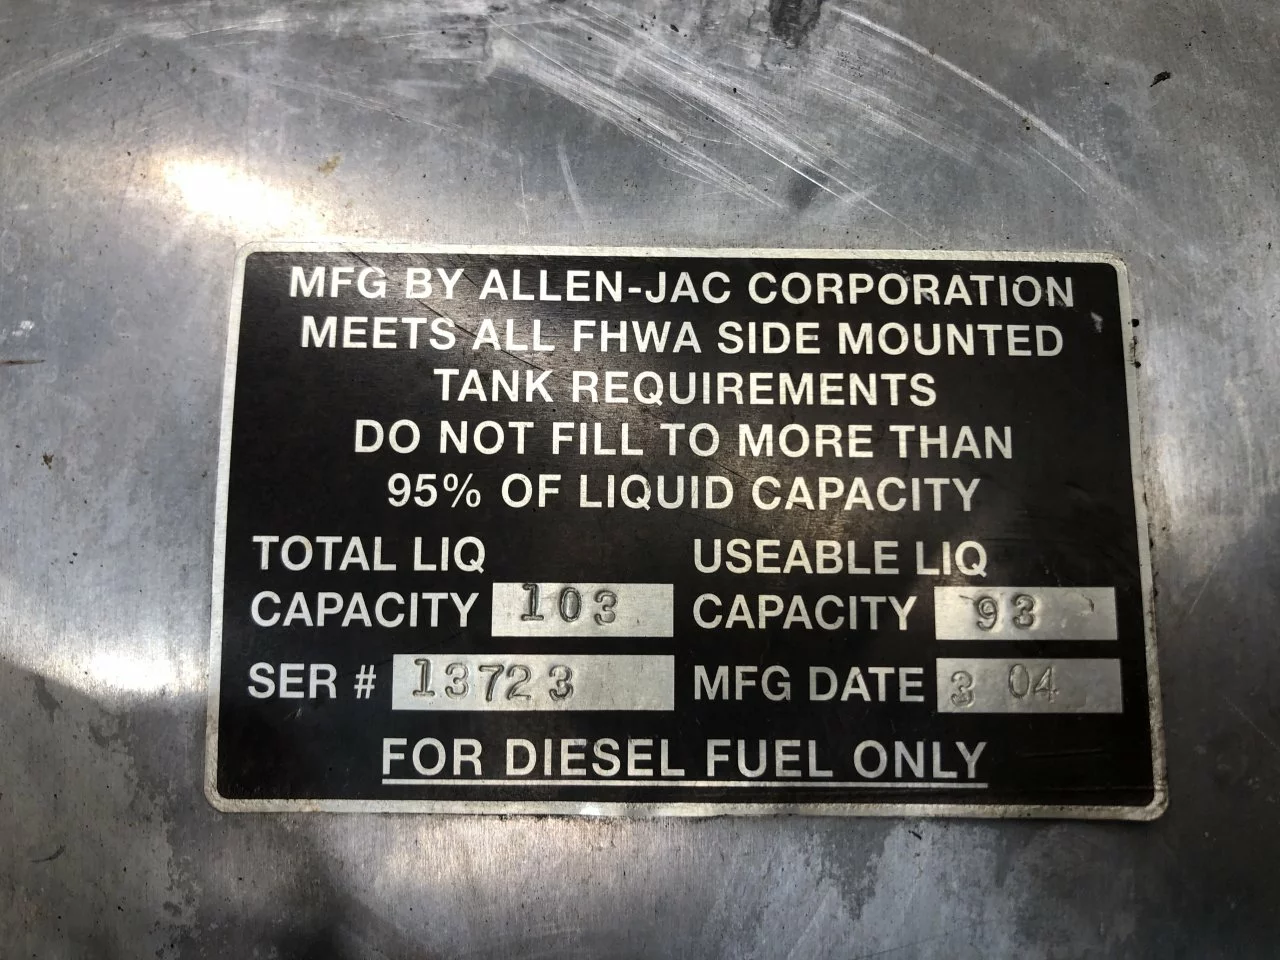 MFG BY ALLEN-JAC CORPORATION
MEETS ALL FHWA SIDE MOUNTED
TANK REQUIREMENTS
DO NOT FILL TO MORE THAN
95% OF LIQUID CAPACITY
TOTAL LIQ CAPACITY 103
USEABLE LIQ CAPACITY 93
SER # 13723
MFG DATE 3 04
FOR DIESEL FUEL ONLY